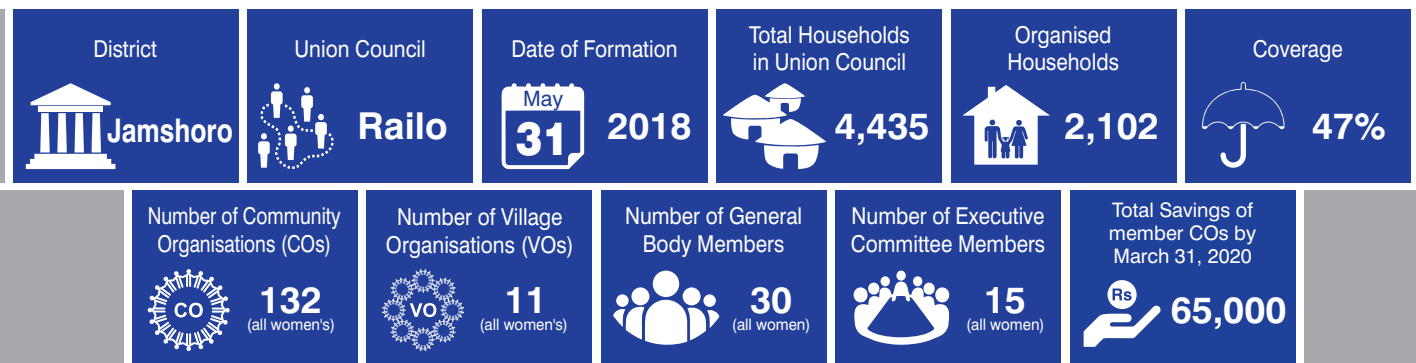 District
Jamshoro
Union Council
Railo
Date of Formation
May
31
2018
Total Households
in Union Council
4,435
Organised
Households
2,102
Coverage
47%
Number of Community
Organisations (COs)
CO
132
(all women's)
Number of Village
Organisations (VOs)
VO
11
(all women's)
Number of General
Body Members
30
(all women)
Number of Executive
Committee Members
15
(all women)
Total Savings of
member COs by
March 31, 2020
Rs
65,000